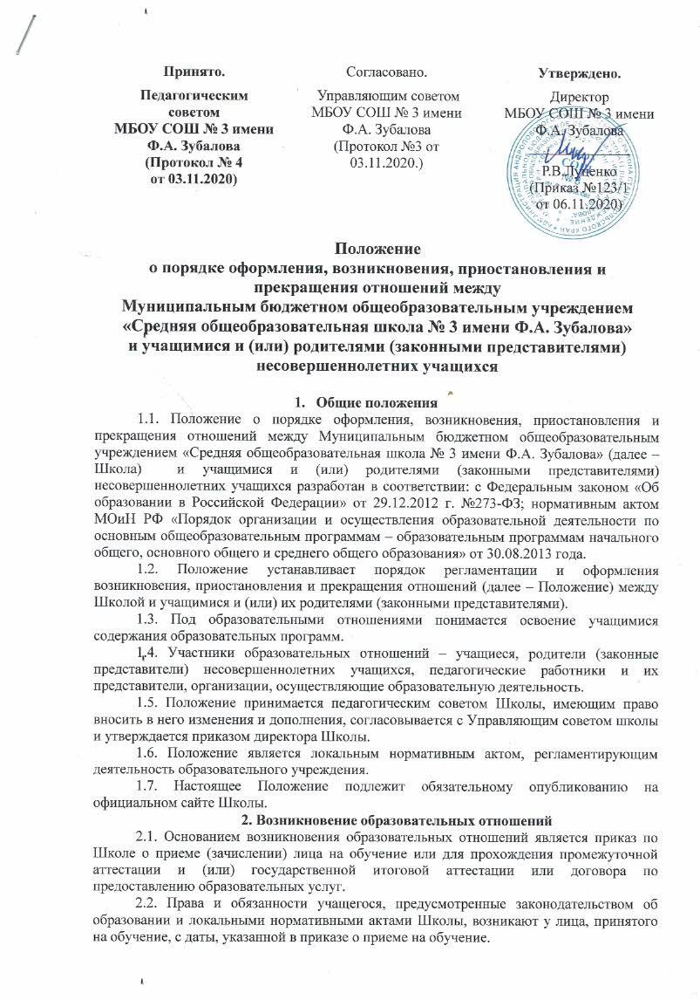 Принято.
Педагогическим
советом
МБОУ СОШ № 3 имени
Ф.А. Зубалова
(Протокол № 4
от 03.11.2020)
Согласовано.
Управляющим советом
МБОУ СОШ № 3 имени
Ф.А. Зубалова
(Протокол №3 от
03.11.2020.)
Утверждено.
Директор
МБОУ СОШ № 3 имени
Ф.А. Зубалова
Р.В.Луценко
(Приказ №123/1
от 06.11.2020)
Положение
о порядке оформления, возникновения, приостановления и
прекращения отношений между
Муниципальным бюджетном общеобразовательным учреждением
«Средняя общеобразовательная школа № 3 имени Ф.А. Зубалова»
и учащимися и (или) родителями (законными представителями)
несовершеннолетних учащихся
1. Общие положения
1.1. Положение о порядке оформления, возникновения, приостановления и
прекращения отношений между Муниципальным бюджетном общеобразовательным
учреждением «Средняя общеобразовательная школа № 3 имени Ф.А. Зубалова» (далее –
Школа) и учащимися и (или) родителями (законными представителями)
несовершеннолетних учащихся разработан в соответствии: с Федеральным законом «Об
образовании в Российской Федерации» от 29.12.2012 г. №273-ФЗ; нормативным актом
МОиН РФ «Порядок организации и осуществления образовательной деятельности по
основным общеобразовательным программам – образовательным программам начального
общего, основного общего и среднего общего образования» от 30.08.2013 года.
1.2. Положение устанавливает порядок регламентации и оформления
возникновения, приостановления и прекращения отношений (далее – Положение) между
Школой и учащимися и (или) их родителями (законными представителями).
1.3. Под образовательными отношениями понимается освоение учащимися
содержания образовательных программ.
1.4. Участники образовательных отношений – учащиеся, родители (законные
представители) несовершеннолетних учащихся, педагогические работники и их
представители, организации, осуществляющие образовательную деятельность.
1.5. Положение принимается педагогическим советом Школы, имеющим право
вносить в него изменения и дополнения, согласовывается с Управляющим советом школы
и утверждается приказом директора Школы.
1.6. Положение является локальным нормативным актом, регламентирующим
деятельность образовательного учреждения.
1.7. Настоящее Положение подлежит обязательному опубликованию на
официальном сайте Школы.
2. Возникновение образовательных отношений
2.1. Основанием возникновения образовательных отношений является приказ по
Школе о приеме (зачислении) лица на обучение или для прохождения промежуточной
аттестации и (или) государственной итоговой аттестации или договора по
предоставлению образовательных услуг.
2.2. Права и обязанности учащегося, предусмотренные законодательством об
образовании и локальными нормативными актами Школы, возникают у лица, принятого
на обучение, с даты, указанной в приказе о приеме на обучение.